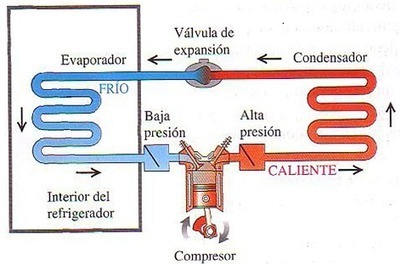 Válvula de
expansión
Evaporador
Condensador
FRÍO
Baja
presión
Alta
presión
CALIENTE
Interior del
refrigerador
Compresor